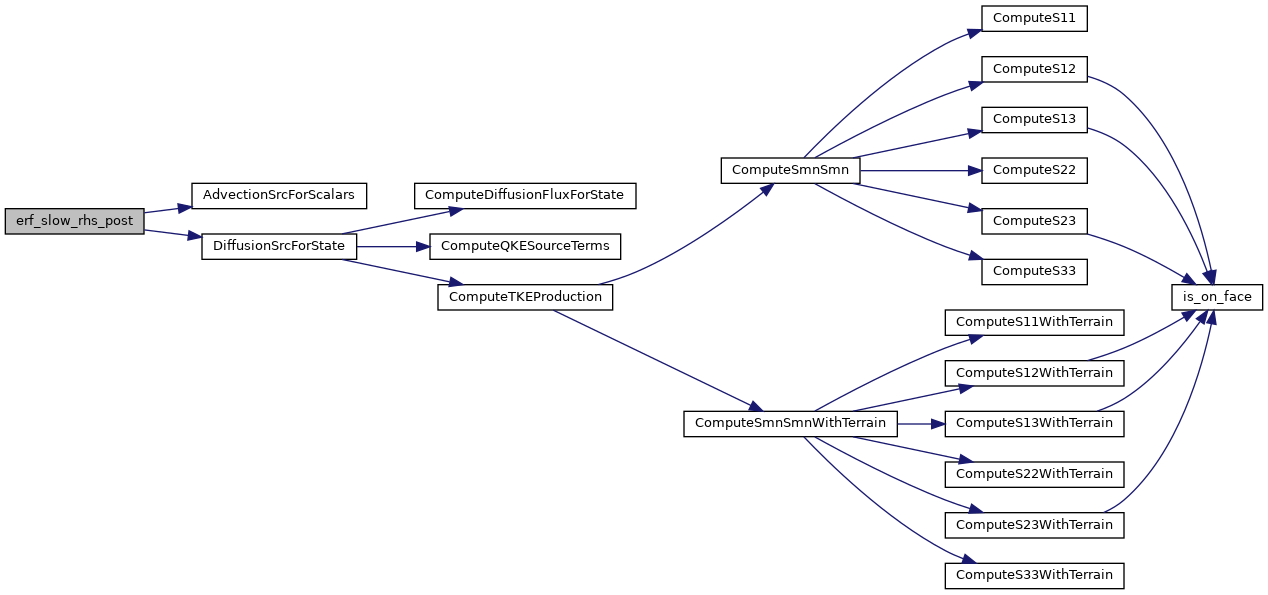 erf_slow_rhs_post
AdvectionSrcForScalars
DiffusionSrcForState
ComputeDiffusionFluxForState
ComputeQKESourceTerms
ComputeTKEProduction
ComputeSmnSmn
ComputeSmnSmnWithTerrain
ComputeS11
ComputeS12
ComputeS13
ComputeS22
ComputeS23
ComputeS33
ComputeS11WithTerrain
ComputeS12WithTerrain
ComputeS13WithTerrain
ComputeS22WithTerrain
ComputeS23WithTerrain
ComputeS33WithTerrain
is_on_face